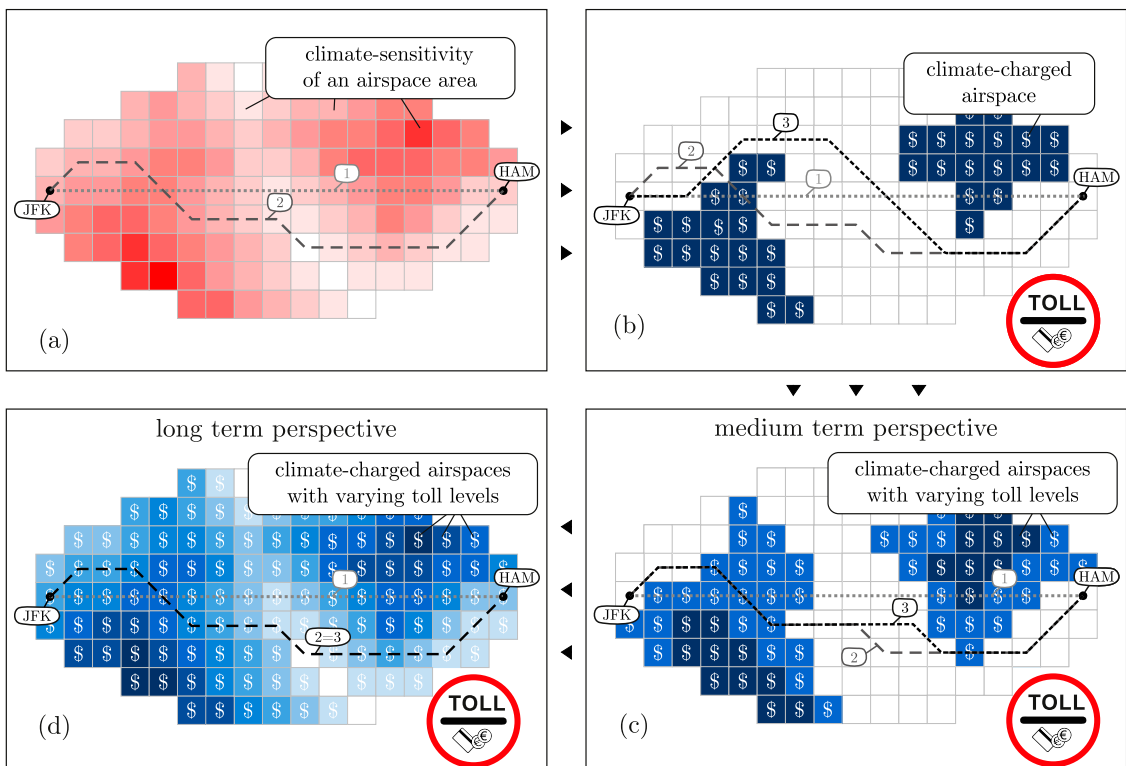 climate-sensitivity
of an airspace area
1
HAM
JFK
2
(a)
climate-charged
airspace
3
2
$ $ $ $ $ $
$ $
$ $ $ $ $ $
1
HAM
$ $
$ $
JFK
$ $ $ $
$
$ $ $ $ $
$ $ $
TOLL
$ $
€€
(b)
long term perspective
$ $
climate-charged airspaces
with varying toll levels
$ $ $ $
$ $ $ $ $ $ $ $ $ $ $ $ $ $ $
1
HAM
JFK
2=3
TOLL
€€
(d)
medium term perspective
climate-charged airspaces
with varying toll levels
$
$ $
$ $ $ $ $ $ $
1
HAM
JFK
3
2
TOLL
€€
(c)